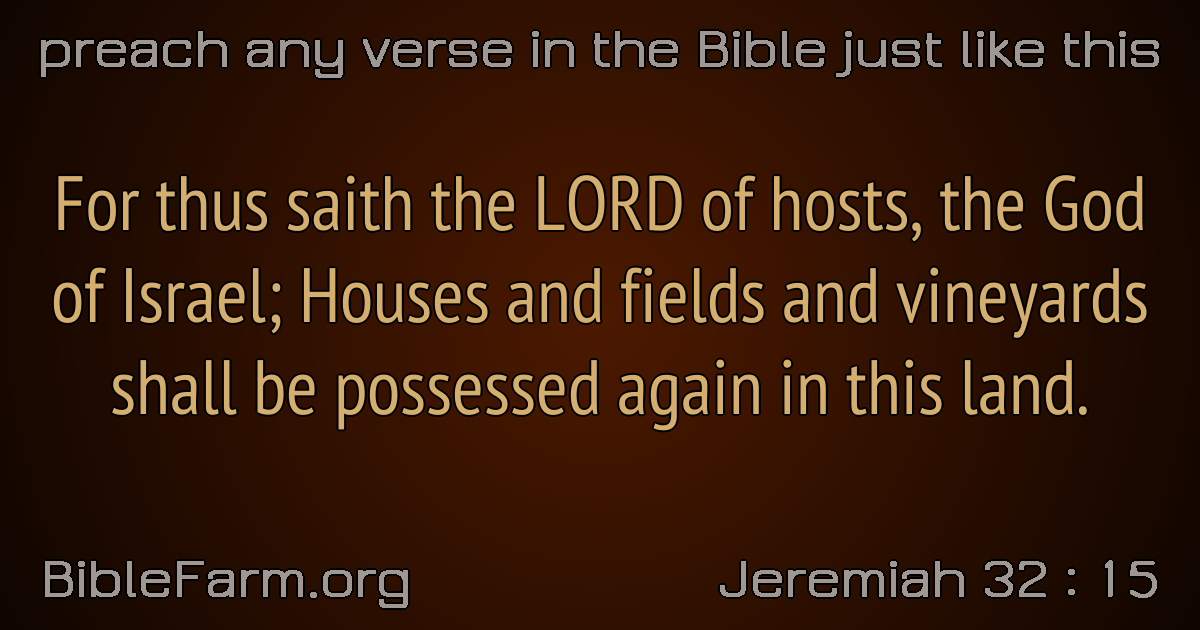 preach any verse in the Bible just like this
For thus saith the LORD of hosts, the God
of Israel; Houses and fields and vineyards
shall be possessed again in this land.
BibleFarm.org
Jeremiah 32 : 15